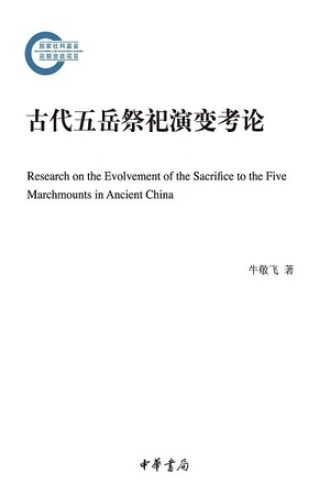 国家社科基金
后期资助项目
古代五岳祭祀演变考论
Research on the Evolvement of the Sacrifice to the Five
Marchmounts in Ancient China
牛敬飞 著
中華書局